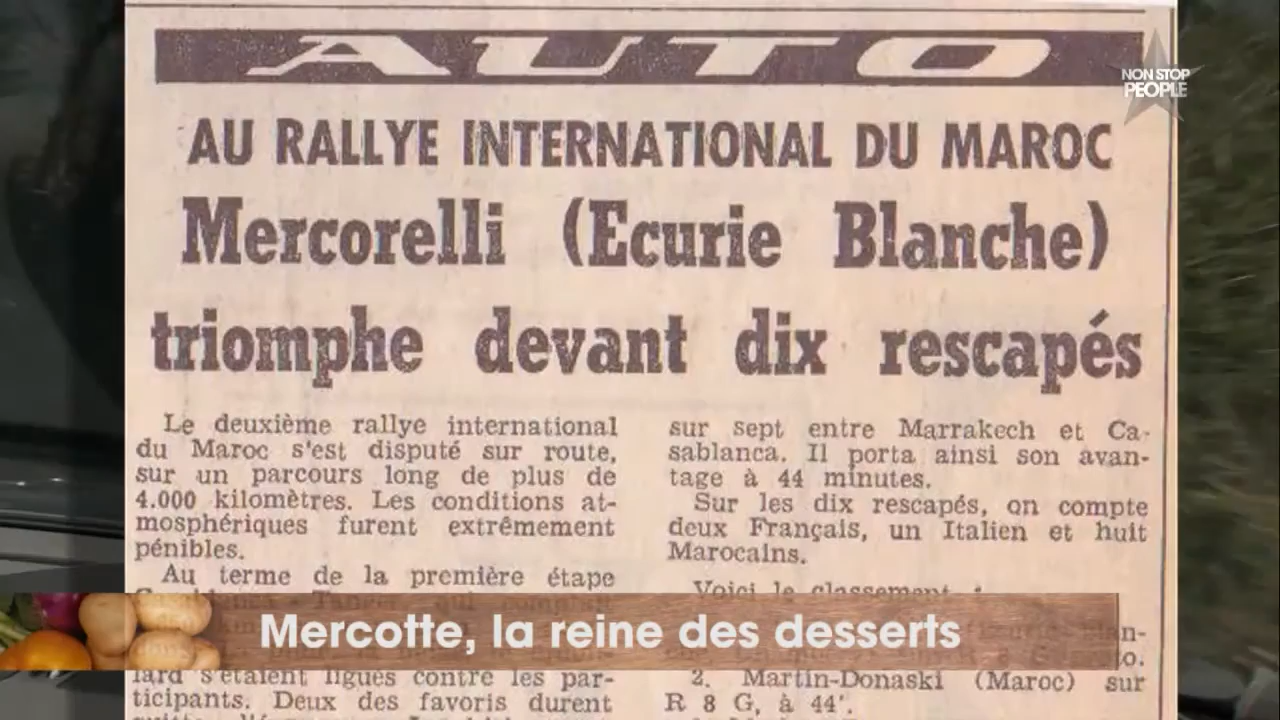 AUTO
NON STOP
PEOPLE
AU RALLYE INTERNATIONAL DU MAROC
Mercorelli (Ecurie Blanche)
triomphe devant dix rescapés
Le deuxième rallye international
du Maroc s'est disputé sur route,
sur un parcours long de plus de
4.000 kilomètres. Les conditions at-
mosphériques furent extrêmement
pénibles.
Au terme de la première étape
lard s'étaient ligués contre les par-
ticipants. Deux des favoris durent
sur sept entre Marrakech et Ca-
sablanca. Il porta ainsi son avan-
tage à 44 minutes.
Sur les dix rescapés, on compte
deux Français, un Italien et huit
Marocains.
Voici le classement :
2. Martin-Donaski (Maroc) sur
R 8 G, à 44'.
Mercotte, la reine des desserts